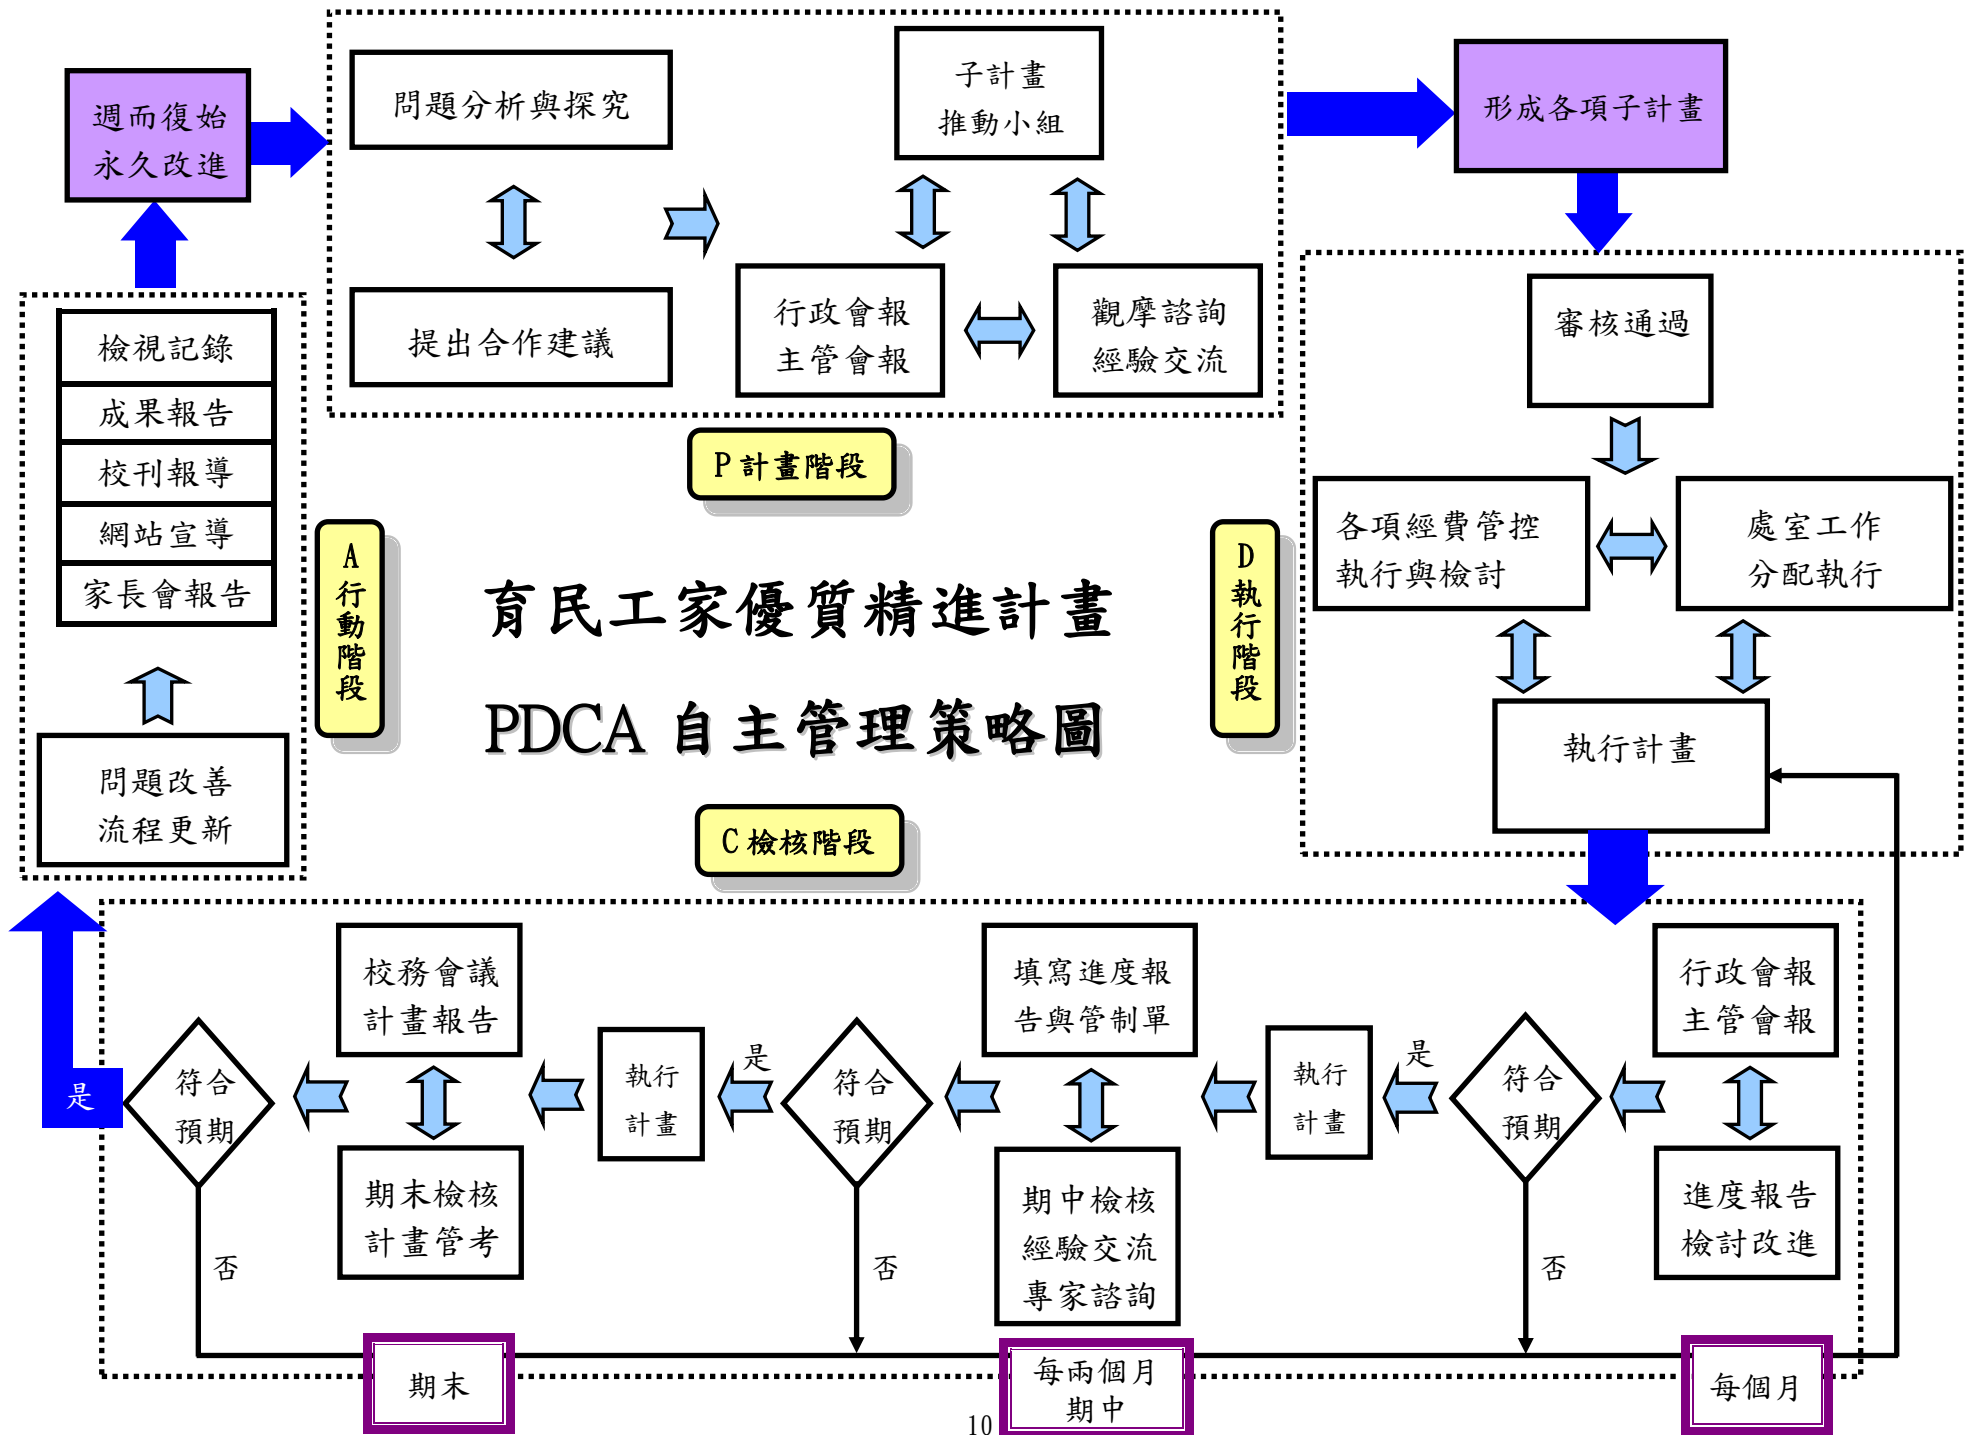 週而復始
永久改進
問題分析與探究
提出合作建議
子計畫
推動小組
行政會報
主管會報
觀摩諮詢
經驗交流
形成各項子計畫
審核通過
各項經費管控
執行與檢討
處室工作
分配執行
執行計畫
檢視記錄
成果報告
校刊報導
網站宣導
家長會報告
問題改善
流程更新
P計畫階段
A
行
動
階
段
D
執
行
階
段
育民工家優質精進計畫
PDCA 自主管理策略圖
C檢核階段
行政會報
主管會報
進度報告
檢討改進
符合
預期
是
否
執行
計畫
填寫進度報
告與管制單
期中檢核
經驗交流
專家諮詢
符合
預期
是
否
執行
計畫
校務會議
計畫報告
期末檢核
計畫管考
符合
預期
是
否
期末
每兩個月
期中
每個月
10